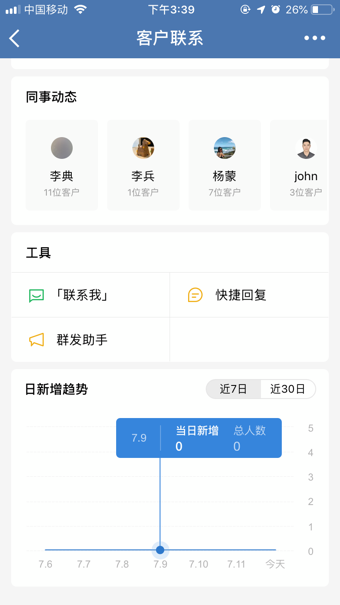 中国移动 下午3:39 26%
客户联系
同事动态
李典 李兵 杨蒙 john
11位客户 1位客户 7位客户 3位客户
工具
「联系我」 快捷回复
群发助手
日新增趋势 近7日 近30日
7.9 当日新增 总人数
0 0
5
4
3
2
1
0
7.6 7.7 7.8 7.9 7.10 7.11 今天